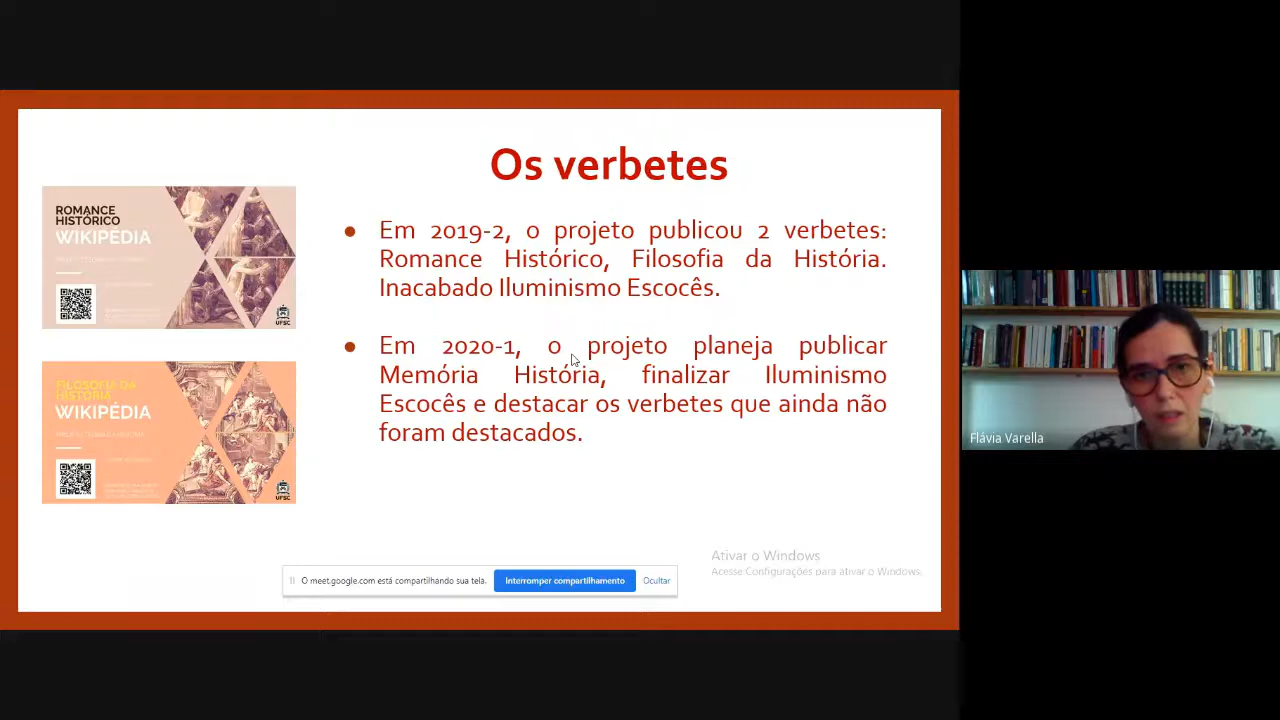 Os verbetes
ROMANCE
HISTÓRICO
WIKIPÉDIA
UFSC
FILOSOFIA DA
HISTÓRIA
WIKIPÉDIA
UFSC
● Em 2019-2, o projeto publicou 2 verbetes:
Romance Histórico, Filosofia da História.
Inacabado Iluminismo Escocês.
● Em 2020-1, o projeto planeja publicar
Memória História, finalizar Iluminismo
Escocês e destacar os verbetes que ainda não
foram destacados.
Ativar o Windows
Acesse Configurações para ativar o Windows.
O meet.google.com está compartilhando sua tela.
Interromper compartilhamento
Ocultar
Flávia Varella